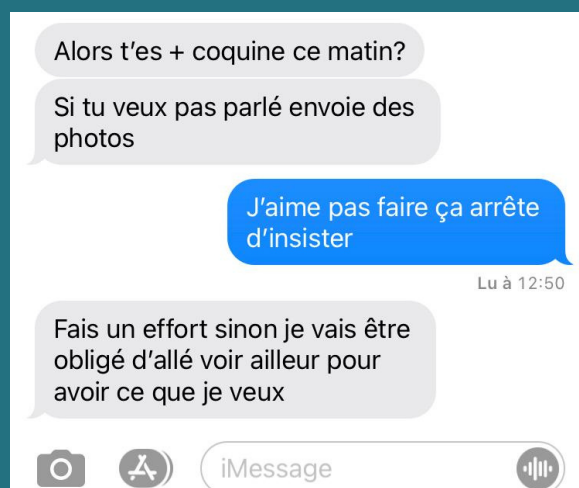 Alors t'es + coquine ce matin?
Si tu veux pas parlé envoie des
photos
J'aime pas faire ça arrête
d'insister
Lu à 12:50
Fais un effort sinon je vais être
obligé d'allé voir ailleur pour
avoir ce que je veux
iMessage